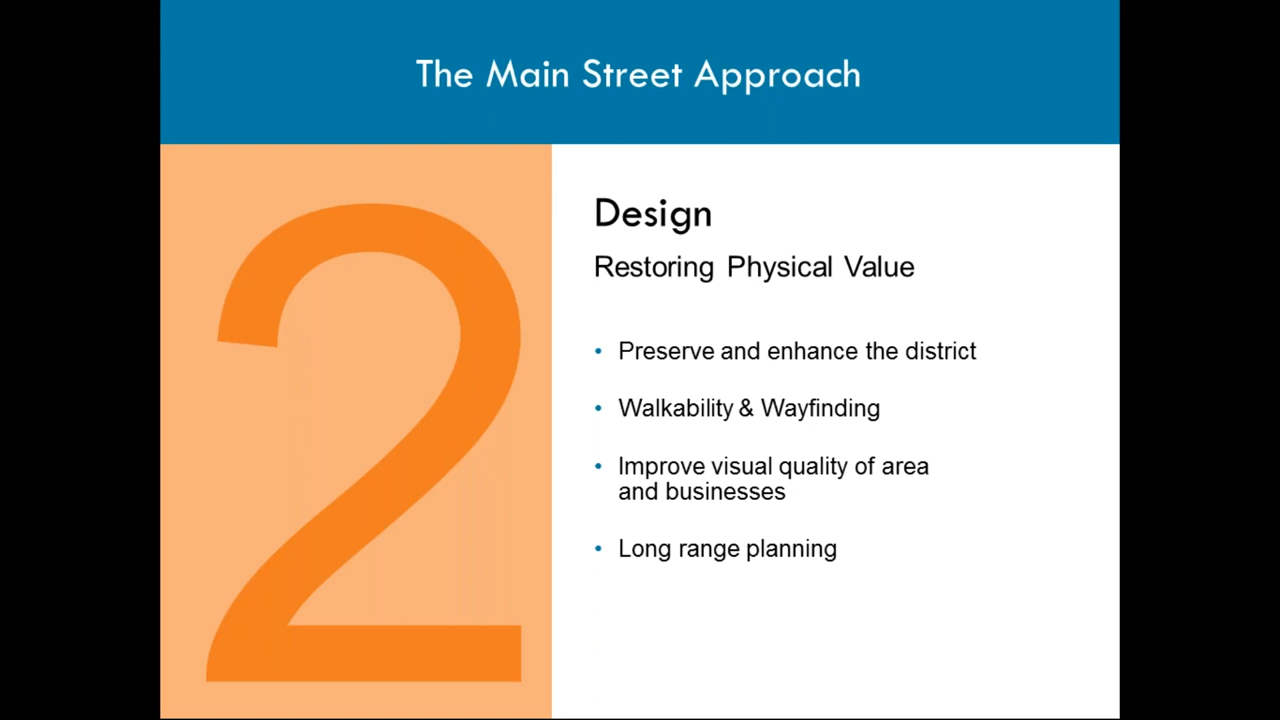 The Main Street Approach
2
Design
Restoring Physical Value
• Preserve and enhance the district
• Walkability & Wayfinding
• Improve visual quality of area
and businesses
• Long range planning